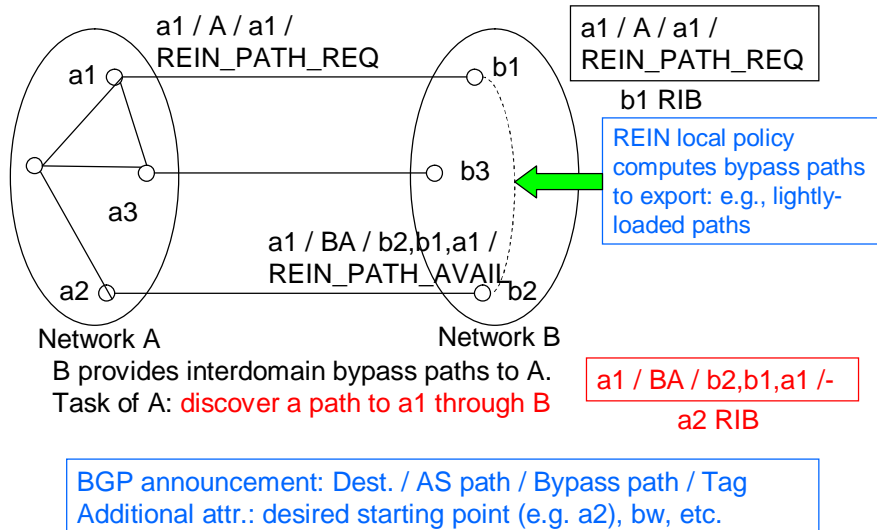 a1 / A / a1 /
REIN_PATH_REQ
a1 / A / a1 /
REIN_PATH_REQ
b1 RIB
a1
b1
REIN local policy
computes bypass paths
to export: e.g., lightly-
loaded paths
b3
a3
a1 / BA / b2,b1,a1 /
REIN_PATH_AVAIL
a2
b2
Network A
Network B
B provides interdomain bypass paths to A.
Task of A: discover a path to a1 through B
a1 / BA / b2,b1,a1 /-
a2 RIB
BGP announcement: Dest. / AS path / Bypass path / Tag
Additional attr.: desired starting point (e.g. a2), bw, etc.